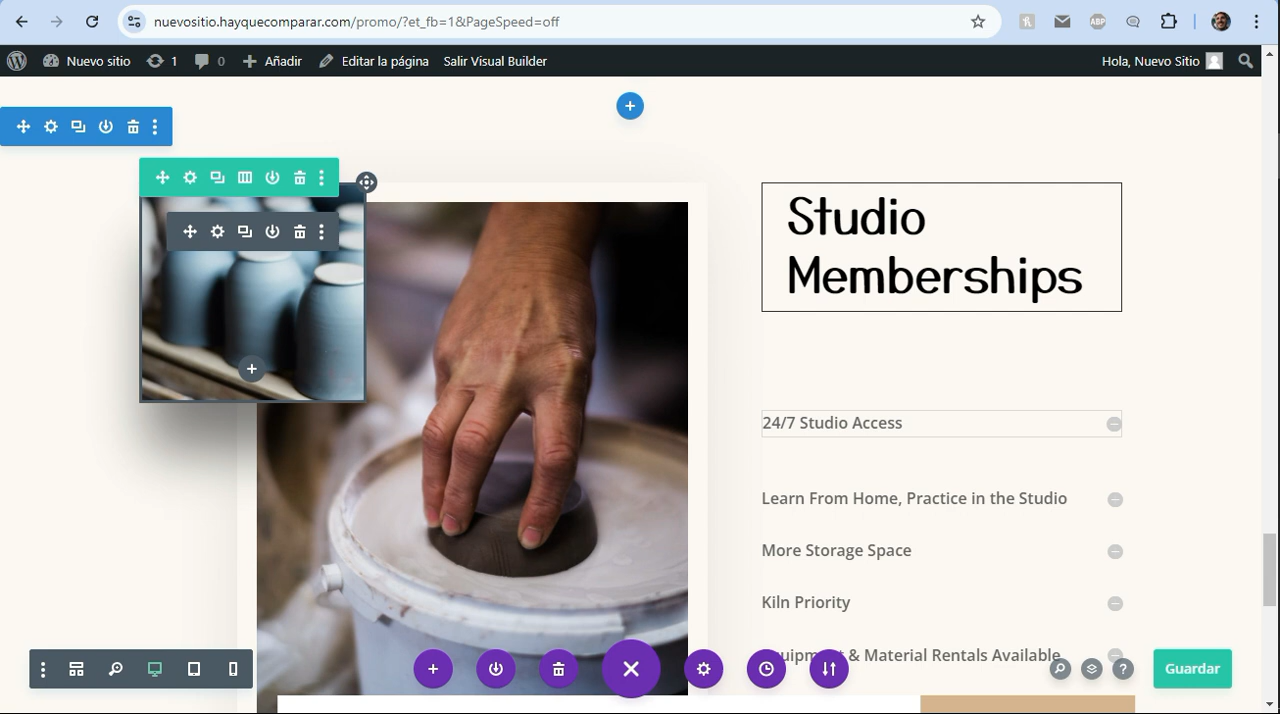 nuevositio.hayquecomparar.com/promo/?et_fb=1&PageSpeed=off
ABP
Nuevo sitio
1
0
Añadir
Editar la página
Salir Visual Builder
Hola, Nuevo Sitio
Studio
Memberships
24/7 Studio Access
Learn From Home, Practice in the Studio
More Storage Space
Kiln Priority
& Material Rentals Available
Guardar